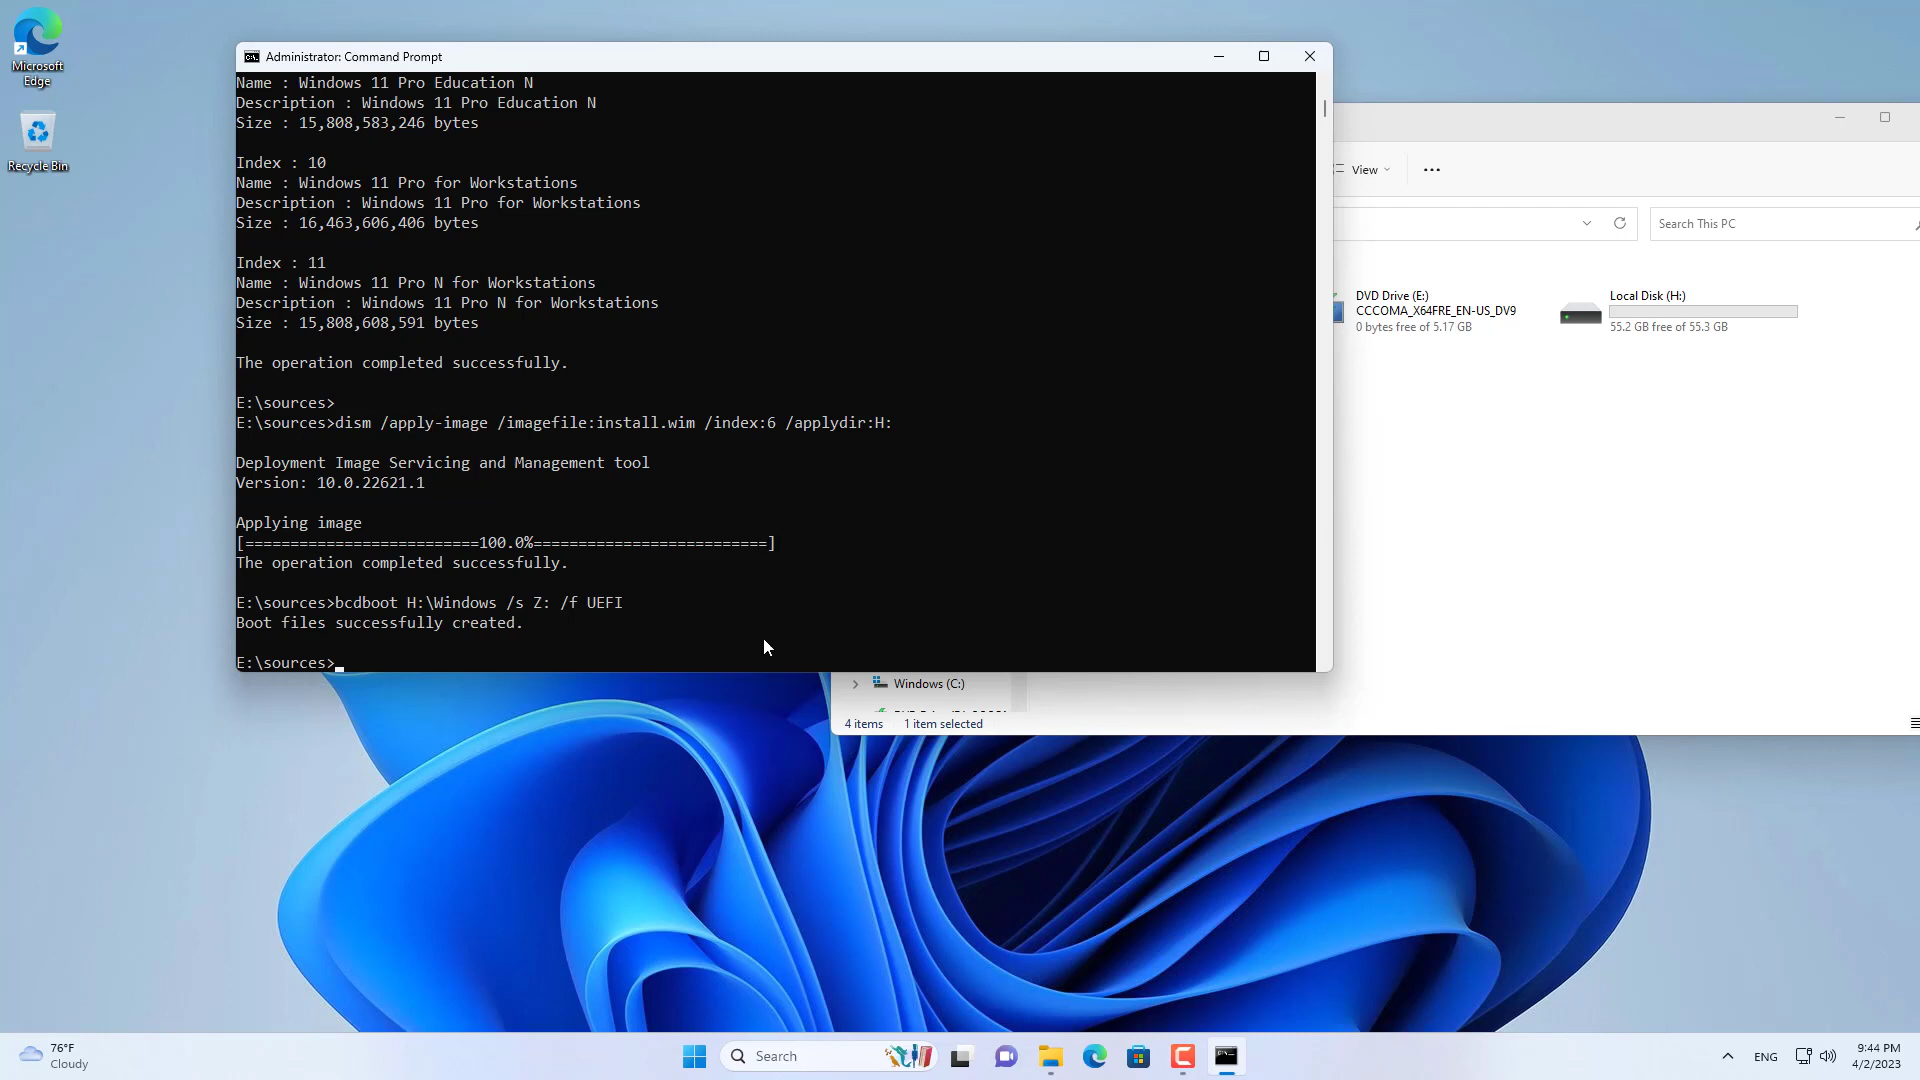 Microsoft
Edge
Recycle Bin
Administrator: Command Prompt
Name : Windows 11 Pro Education N
Description : Windows 11 Pro Education N
Size : 15,808,583,246 bytes
Index : 10
Name : Windows 11 Pro for Workstations
Description : Windows 11 Pro for Workstations
Size : 16,463,606,406 bytes
Index : 11
Name : Windows 11 Pro N for Workstations
Description : Windows 11 Pro N for Workstations
Size : 15,808,608,591 bytes
The operation completed successfully.
E:\sources>
E:\sources>dism /apply-image /imagefile:install.wim /index:6 /applydir:H:
Deployment Image Servicing and Management tool
Version: 10.0.22621.1
Applying image
[==========================100.0%==========================]
The operation completed successfully.
E:\sources>bcdboot H:\Windows /s Z: /f UEFI
Boot files successfully created.
E:\sources>
View
Search This PC
DVD Drive (E:)
CCCOMA_X64FRE_EN-US_DV9
0 bytes free of 5.17 GB
Local Disk (H:)
55.2 GB free of 55.3 GB
Windows (C:)
4 items 1 item selected
76°F
Cloudy
Search
ENG
9:44 PM
4/2/2023